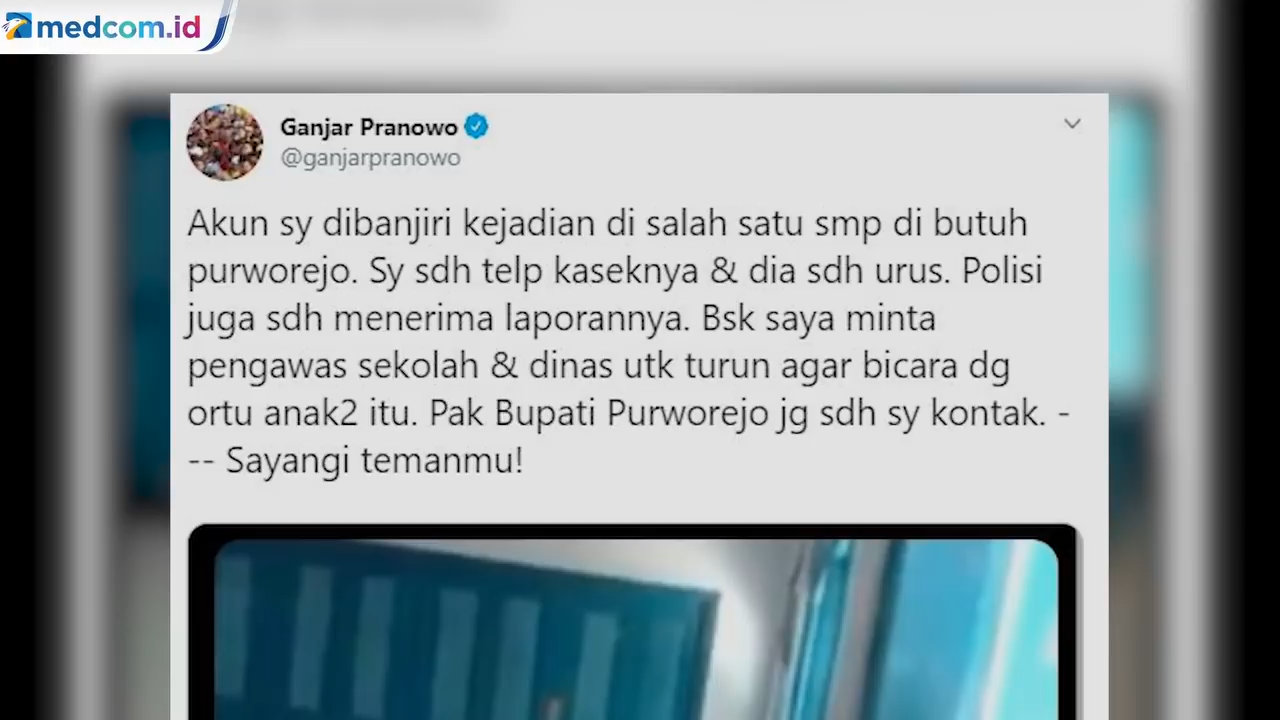 medcom.id
Ganjar Pranowo
@ganjarpranowo
Akun sy dibanjiri kejadian di salah satu smp di butuh
purworejo. Sy sdh telp kaseknya & dia sdh urus. Polisi
juga sdh menerima laporannya. Bsk saya minta
pengawas sekolah & dinas utk turun agar bicara dg
ortu anak2 itu. Pak Bupati Purworejo jg sdh sy kontak. -
-- Sayangi temanmu!